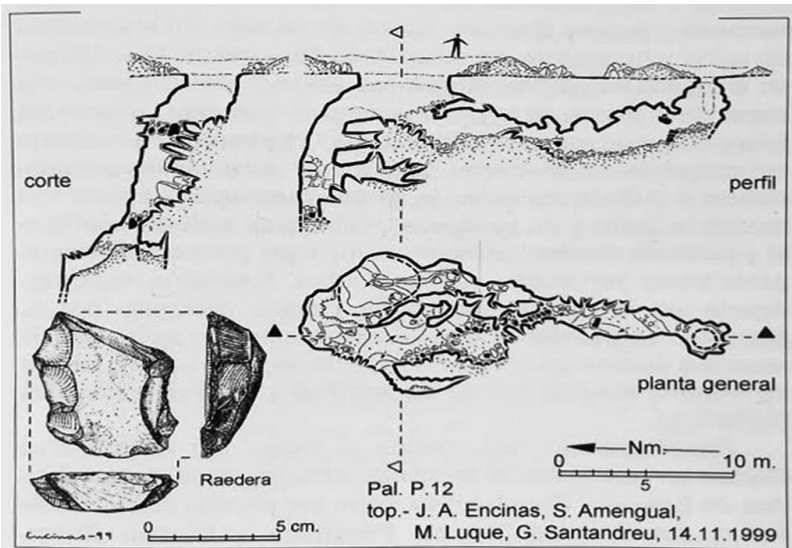 corte
perfil
planta general
Raedera
Nm.
0 5 10 m.
Pal. P.12
top.- J. A. Encinas, S. Amengual,
M. Luque, G. Santandreu, 14.11.1999
encinas-99
0 5 cm.